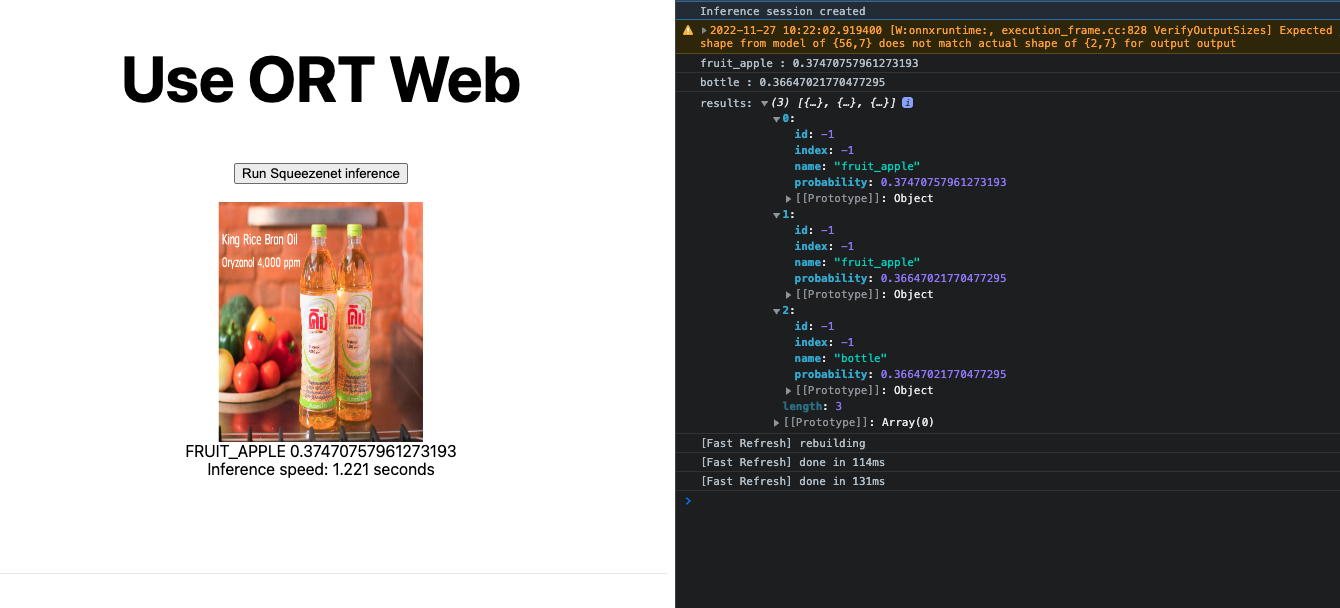 Use ORT Web
Run Squeezenet inference
King Rice Bran Oil
Oryzanol 4,000 ppm
คิง
คิง
FRUIT_APPLE 0.37470757961273193
Inference speed: 1.221 seconds
Inference session created
2022-11-27 10:22:02.919400 [W:onnxruntime:, execution_frame.cc:828 VerifyOutputSizes] Expected
shape from model of {56,7} does not match actual shape of {2,7} for output output
fruit_apple : 0.37470757961273193
bottle : 0.36647021770477295
results: (3) [{…}, {…}, {…}] i
0:
id: -1
index: -1
name: "fruit_apple"
probability: 0.37470757961273193
[[Prototype]]: Object
1:
id: -1
index: -1
name: "fruit_apple"
probability: 0.36647021770477295
[[Prototype]]: Object
2:
id: -1
index: -1
name: "bottle"
probability: 0.36647021770477295
[[Prototype]]: Object
length: 3
[[Prototype]]: Array(0)
[Fast Refresh] rebuilding
[Fast Refresh] done in 114ms
[Fast Refresh] done in 131ms